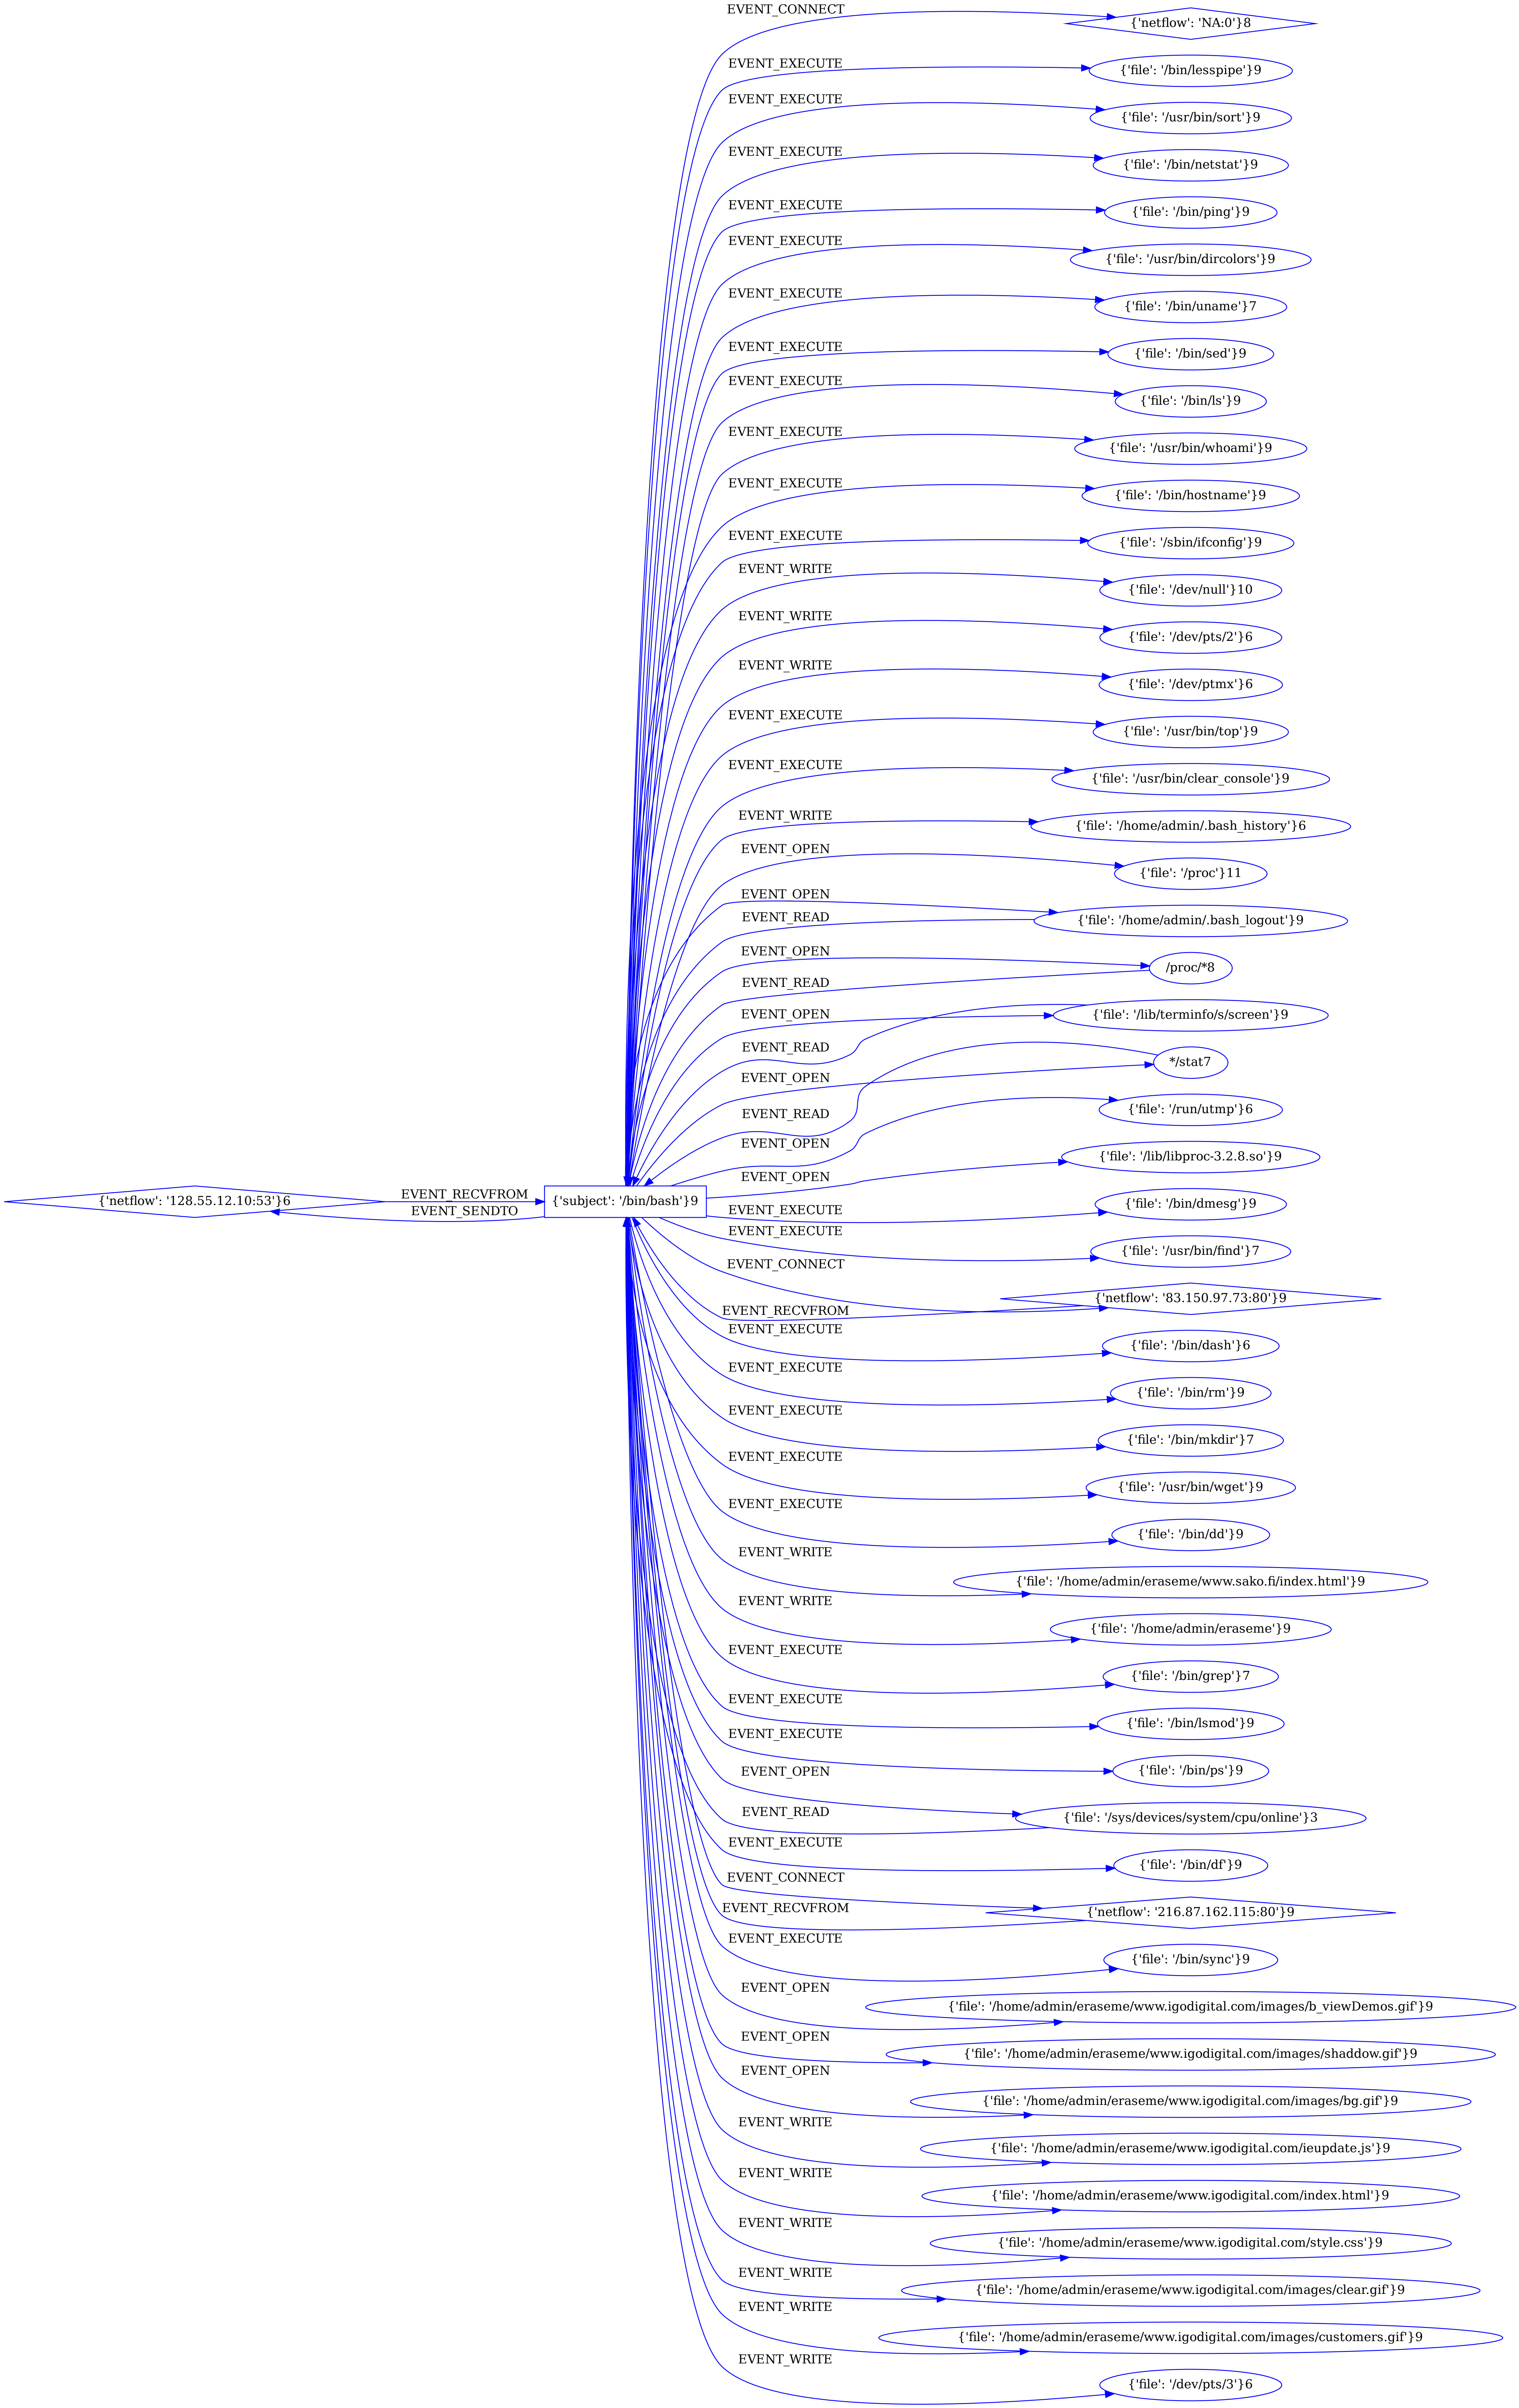 EVENT_CONNECT
{'netflow': 'NA:0'}8
EVENT_EXECUTE
{'file': '/bin/lesspipe'}9
EVENT_EXECUTE
{'file': '/usr/bin/sort'}9
EVENT_EXECUTE
{'file': '/bin/netstat'}9
EVENT_EXECUTE
{'file': '/bin/ping'}9
EVENT_EXECUTE
{'file': '/usr/bin/dircolors'}9
EVENT_EXECUTE
{'file': '/bin/uname'}7
EVENT_EXECUTE
{'file': '/bin/sed'}9
EVENT_EXECUTE
{'file': '/bin/ls'}9
EVENT_EXECUTE
{'file': '/usr/bin/whoami'}9
EVENT_EXECUTE
{'file': '/bin/hostname'}9
EVENT_EXECUTE
{'file': '/sbin/ifconfig'}9
EVENT_WRITE
{'file': '/dev/null'}10
EVENT_WRITE
{'file': '/dev/pts/2'}6
EVENT_WRITE
{'file': '/dev/ptmx'}6
EVENT_EXECUTE
{'file': '/usr/bin/top'}9
EVENT_EXECUTE
{'file': '/usr/bin/clear_console'}9
EVENT_WRITE
{'file': '/home/admin/.bash_history'}6
EVENT_OPEN
{'file': '/proc'}11
EVENT_OPEN
EVENT_READ
{'file': '/home/admin/.bash_logout'}9
EVENT_OPEN
/proc/*8
EVENT_READ
EVENT_OPEN
{'file': '/lib/terminfo/s/screen'}9
EVENT_READ
*/stat7
EVENT_OPEN
EVENT_READ
{'file': '/run/utmp'}6
EVENT_OPEN
{'file': '/lib/libproc-3.2.8.so'}9
EVENT_OPEN
{'netflow': '128.55.12.10:53'}6
EVENT_RECVFROM
EVENT_SENDTO
{'subject': '/bin/bash'}9
EVENT_EXECUTE
{'file': '/bin/dmesg'}9
EVENT_EXECUTE
{'file': '/usr/bin/find'}7
EVENT_CONNECT
{'netflow': '83.150.97.73:80'}9
EVENT_RECVFROM
EVENT_EXECUTE
{'file': '/bin/dash'}6
EVENT_EXECUTE
{'file': '/bin/rm'}9
EVENT_EXECUTE
{'file': '/bin/mkdir'}7
EVENT_EXECUTE
{'file': '/usr/bin/wget'}9
EVENT_EXECUTE
{'file': '/bin/dd'}9
EVENT_WRITE
{'file': '/home/admin/eraseme/www.sako.fi/index.html'}9
EVENT_WRITE
{'file': '/home/admin/eraseme'}9
EVENT_EXECUTE
{'file': '/bin/grep'}7
EVENT_EXECUTE
{'file': '/bin/lsmod'}9
EVENT_EXECUTE
{'file': '/bin/ps'}9
EVENT_OPEN
EVENT_READ
{'file': '/sys/devices/system/cpu/online'}3
EVENT_EXECUTE
{'file': '/bin/df'}9
EVENT_CONNECT
EVENT_RECVFROM
{'netflow': '216.87.162.115:80'}9
EVENT_EXECUTE
{'file': '/bin/sync'}9
EVENT_OPEN
{'file': '/home/admin/eraseme/www.igodigital.com/images/b_viewDemos.gif'}9
EVENT_OPEN
{'file': '/home/admin/eraseme/www.igodigital.com/images/shaddow.gif'}9
EVENT_OPEN
{'file': '/home/admin/eraseme/www.igodigital.com/images/bg.gif'}9
EVENT_WRITE
{'file': '/home/admin/eraseme/www.igodigital.com/ieupdate.js'}9
EVENT_WRITE
{'file': '/home/admin/eraseme/www.igodigital.com/index.html'}9
EVENT_WRITE
{'file': '/home/admin/eraseme/www.igodigital.com/style.css'}9
EVENT_WRITE
{'file': '/home/admin/eraseme/www.igodigital.com/images/clear.gif'}9
EVENT_WRITE
{'file': '/home/admin/eraseme/www.igodigital.com/images/customers.gif'}9
EVENT_WRITE
{'file': '/dev/pts/3'}6